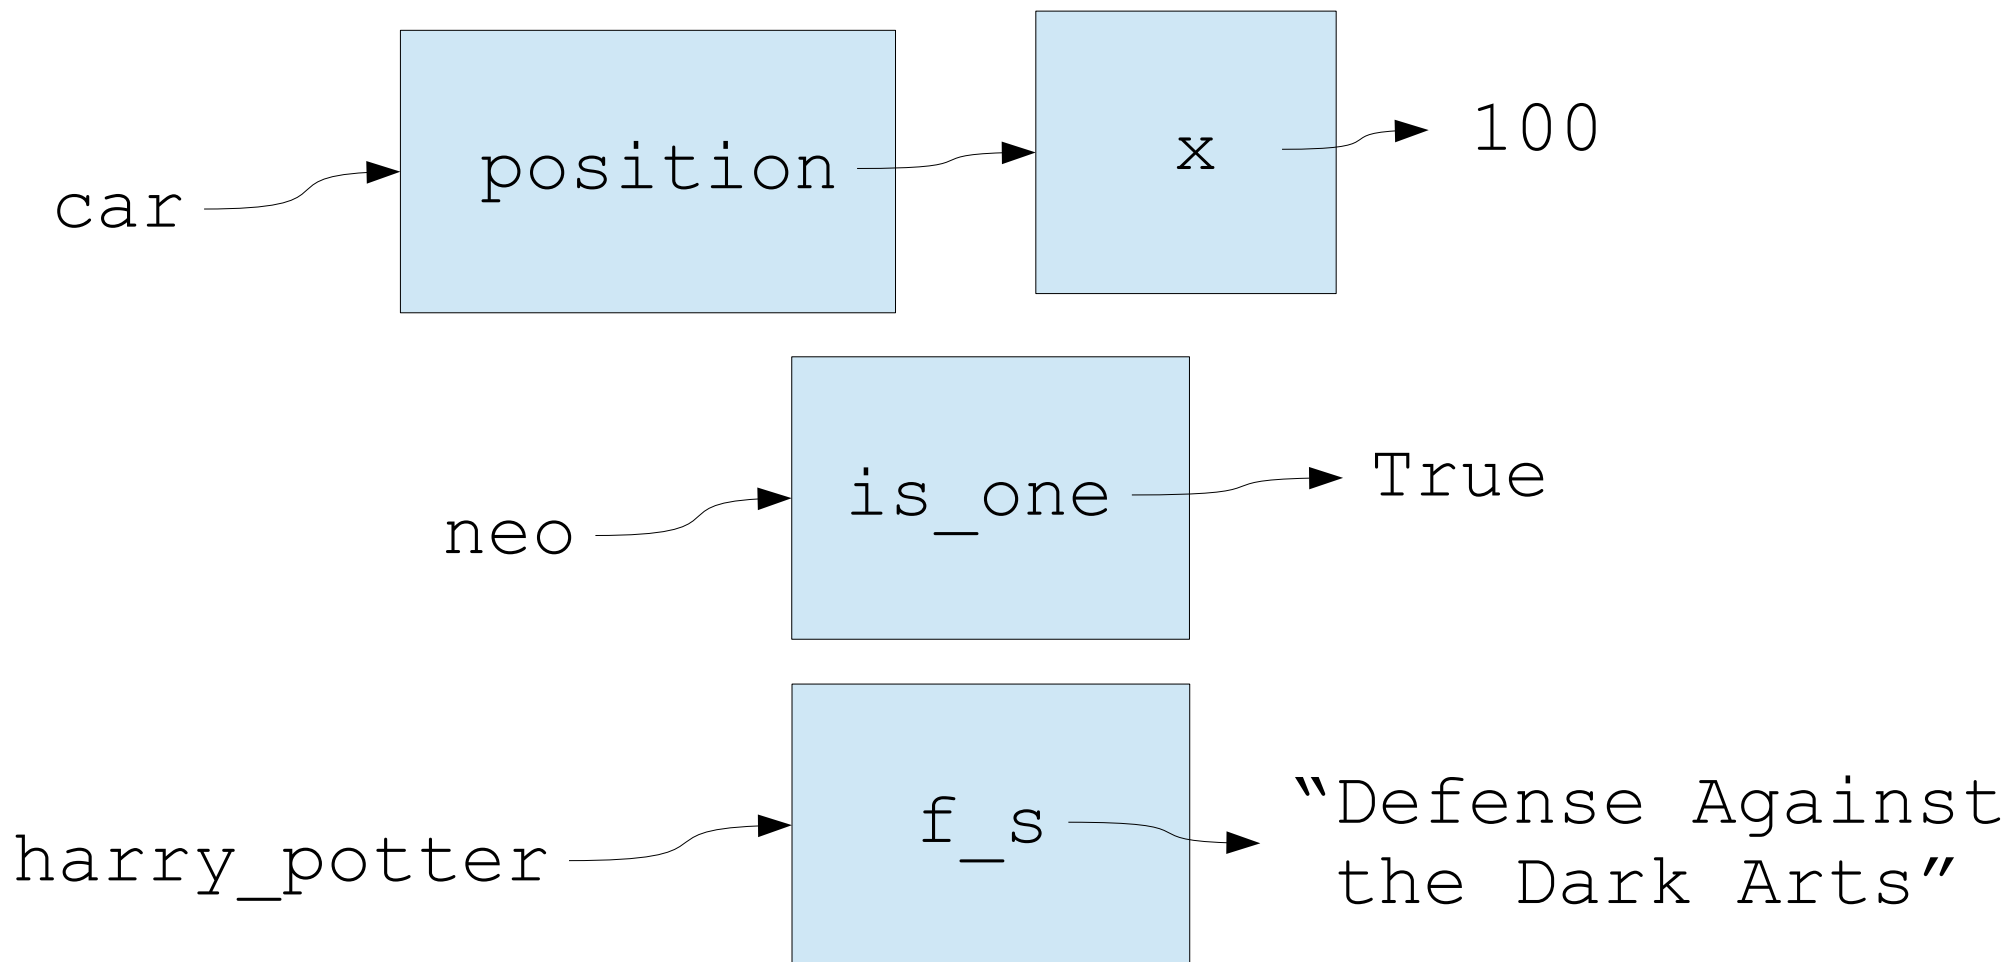 car position x 100
neo is_one True
harry_potter f_s “Defense Against
the Dark Arts”